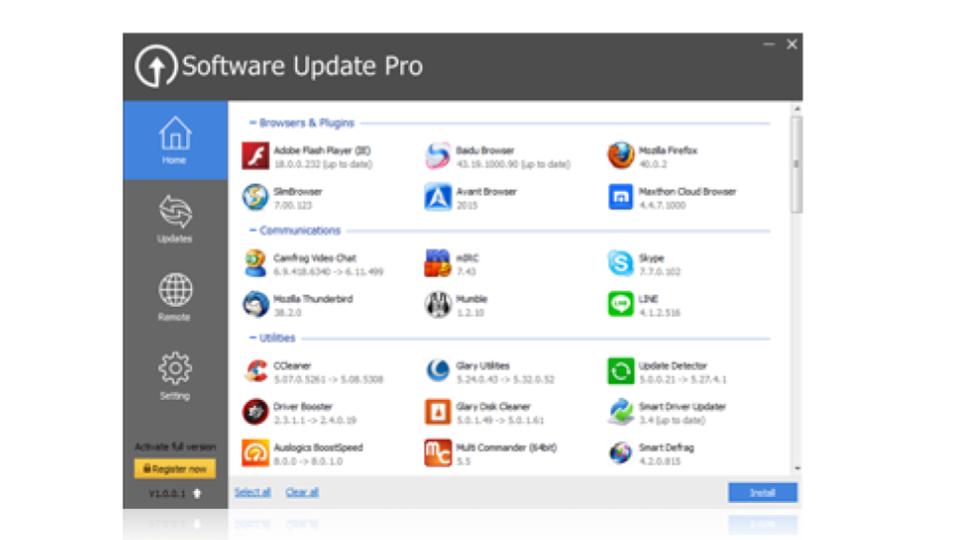 Software Update Pro
Home
Updates
Remote
Setting
Activate full version
Register now
V1.0.0.1
Browsers & Plugins
Adobe Flash Player (IE)
18.0.0.232 (up to date)
Baidu Browser
43.19.1000.90 (up to date)
Mozilla Firefox
40.0.2
SlimBrowser
7.00.123
Avant Browser
2015
Maxthon Cloud Browser
4.4.7.1000
Communications
Camfrog Video Chat
6.9.418.6340 -> 6.11.499
mIRC
7.43
Skype
7.7.0.102
Mozilla Thunderbird
38.2.0
Mumble
1.2.10
LINE
4.1.2.516
Utilities
CCleaner
5.07.0.5261 -> 5.08.5308
Glary Utilities
5.24.0.43 -> 5.32.0.52
Update Detector
5.0.0.21 -> 5.27.4.1
Driver Booster
2.3.1.1 -> 2.4.0.19
Glary Disk Cleaner
5.0.1.49 -> 5.0.1.61
Smart Driver Updater
3.4 (up to date)
Auslogics BoostSpeed
8.0.0 -> 8.0.1.0
Multi Commander (64bit)
5.5
Smart Defrag
4.2.0.815
Select all
Clear all
Install